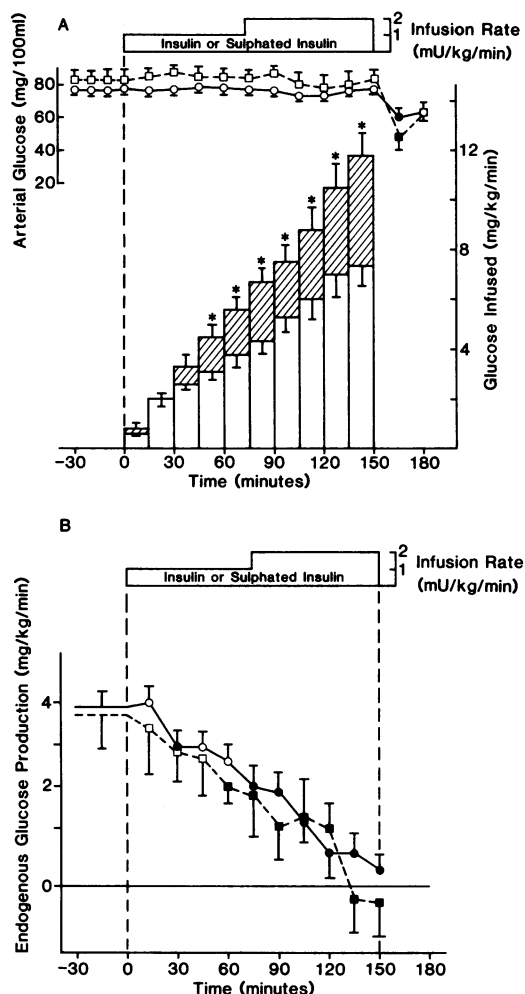 A
2
1
Infusion Rate
(mU/kg/min)
Insulin or Sulphated Insulin
Arterial Glucose (mg/100ml)
80
60
40
20
* * * * * * *
12
8
4
Glucose Infused (mg/kg/min)
-30 0 30 60 90 120 150 180
Time (minutes)
B
2
1
Infusion Rate
(mU/kg/min)
Insulin or Sulphated Insulin
Endogenous Glucose Production (mg/kg/min)
4
2
0
-30 0 30 60 90 120 150 180
Time (minutes)